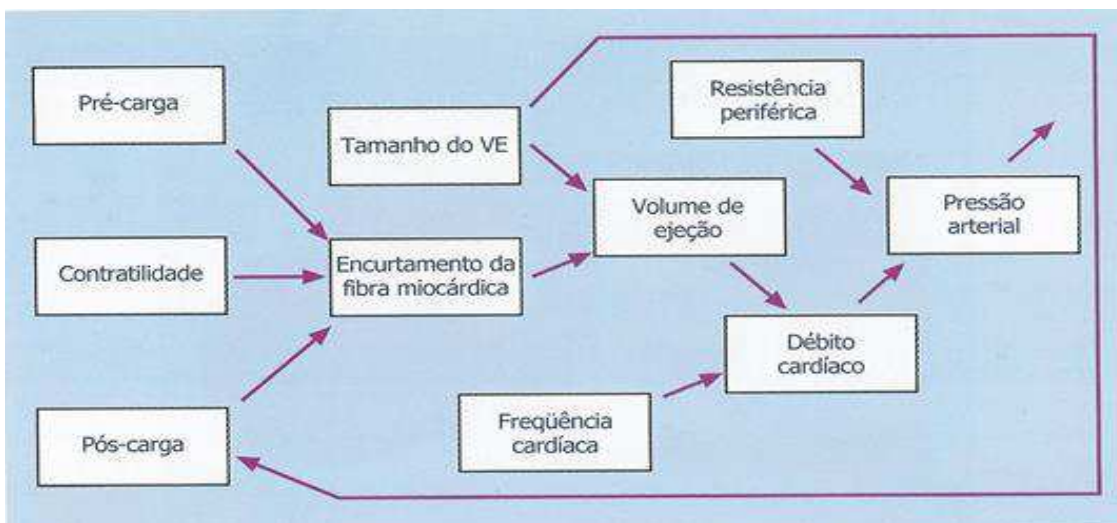 Pré-carga
Contratilidade
Pós-carga
Tamanho do VE
Encurtamento da
fibra miocárdica
Volume de
ejeção
Freqüência
cardíaca
Resistência
periférica
Débito
cardíaco
Pressão
arterial